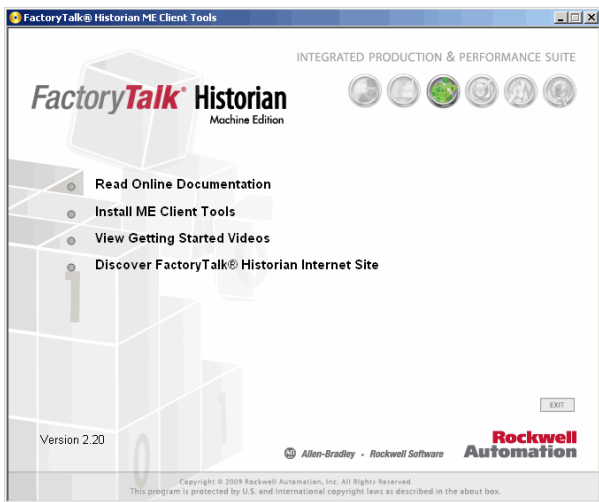 FactoryTalk® Historian ME Client Tools
INTEGRATED PRODUCTION & PERFORMANCE SUITE
FactoryTalk® Historian
Machine Edition
Read Online Documentation
Install ME Client Tools
View Getting Started Videos
Discover FactoryTalk® Historian Internet Site
EXIT
Version 2.20
AB Allen-Bradley • Rockwell Software
Rockwell
Automation
Copyright © 2009 Rockwell Automation, Inc. All Rights Reserved.
This program is protected by U.S. and International copyright laws as described in the about box.